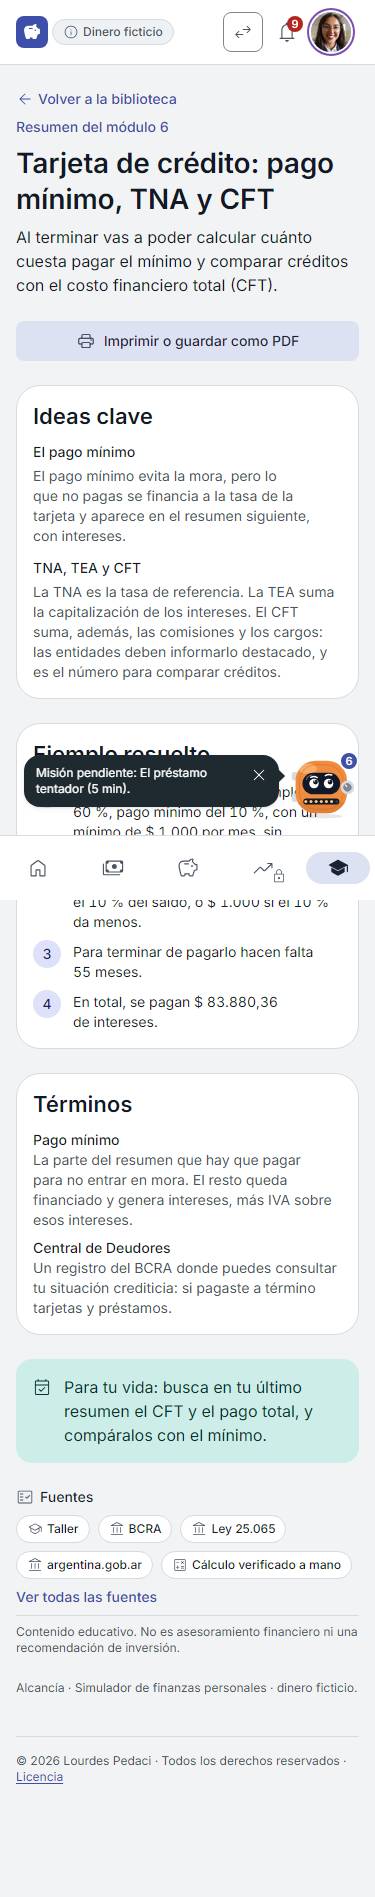 Dinero ficticio
9
Volver a la biblioteca
Resumen del módulo 6
Tarjeta de crédito: pago
mínimo, TNA y CFT
Al terminar vas a poder calcular cuánto
cuesta pagar el mínimo y comparar créditos
con el costo financiero total (CFT).
Imprimir o guardar como PDF
Ideas clave
El pago mínimo
El pago mínimo evita la mora, pero lo
que no pagas se financia a la tasa de la
tarjeta y aparece en el resumen siguiente,
con intereses.
TNA, TEA y CFT
La TNA es la tasa de referencia. La TEA suma
la capitalización de los intereses. El CFT
suma, además, las comisiones y los cargos:
las entidades deben informarlo destacado, y
es el número para comparar créditos.
Ejemplo resuelto
Misión pendiente: El préstamo
tentador (5 min).
6
60 %, pago mínimo del 10 %, con un
mínimo de $ 1.000 por mes, sin
el 10 % del saldo, o $ 1.000 si el 10 %
da menos.
3 Para terminar de pagarlo hacen falta
55 meses.
4 En total, se pagan $ 83.880,36
de intereses.
Términos
Pago mínimo
La parte del resumen que hay que pagar
para no entrar en mora. El resto queda
financiado y genera intereses, más IVA sobre
esos intereses.
Central de Deudores
Un registro del BCRA donde puedes consultar
tu situación crediticia: si pagaste a término
tarjetas y préstamos.
Para tu vida: busca en tu último
resumen el CFT y el pago total, y
compáralos con el mínimo.
Fuentes
Taller
BCRA
Ley 25.065
argentina.gob.ar
Cálculo verificado a mano
Ver todas las fuentes
Contenido educativo. No es asesoramiento financiero ni una
recomendación de inversión.
Alcancía · Simulador de finanzas personales · dinero ficticio.
© 2026 Lourdes Pedaci · Todos los derechos reservados ·
Licencia